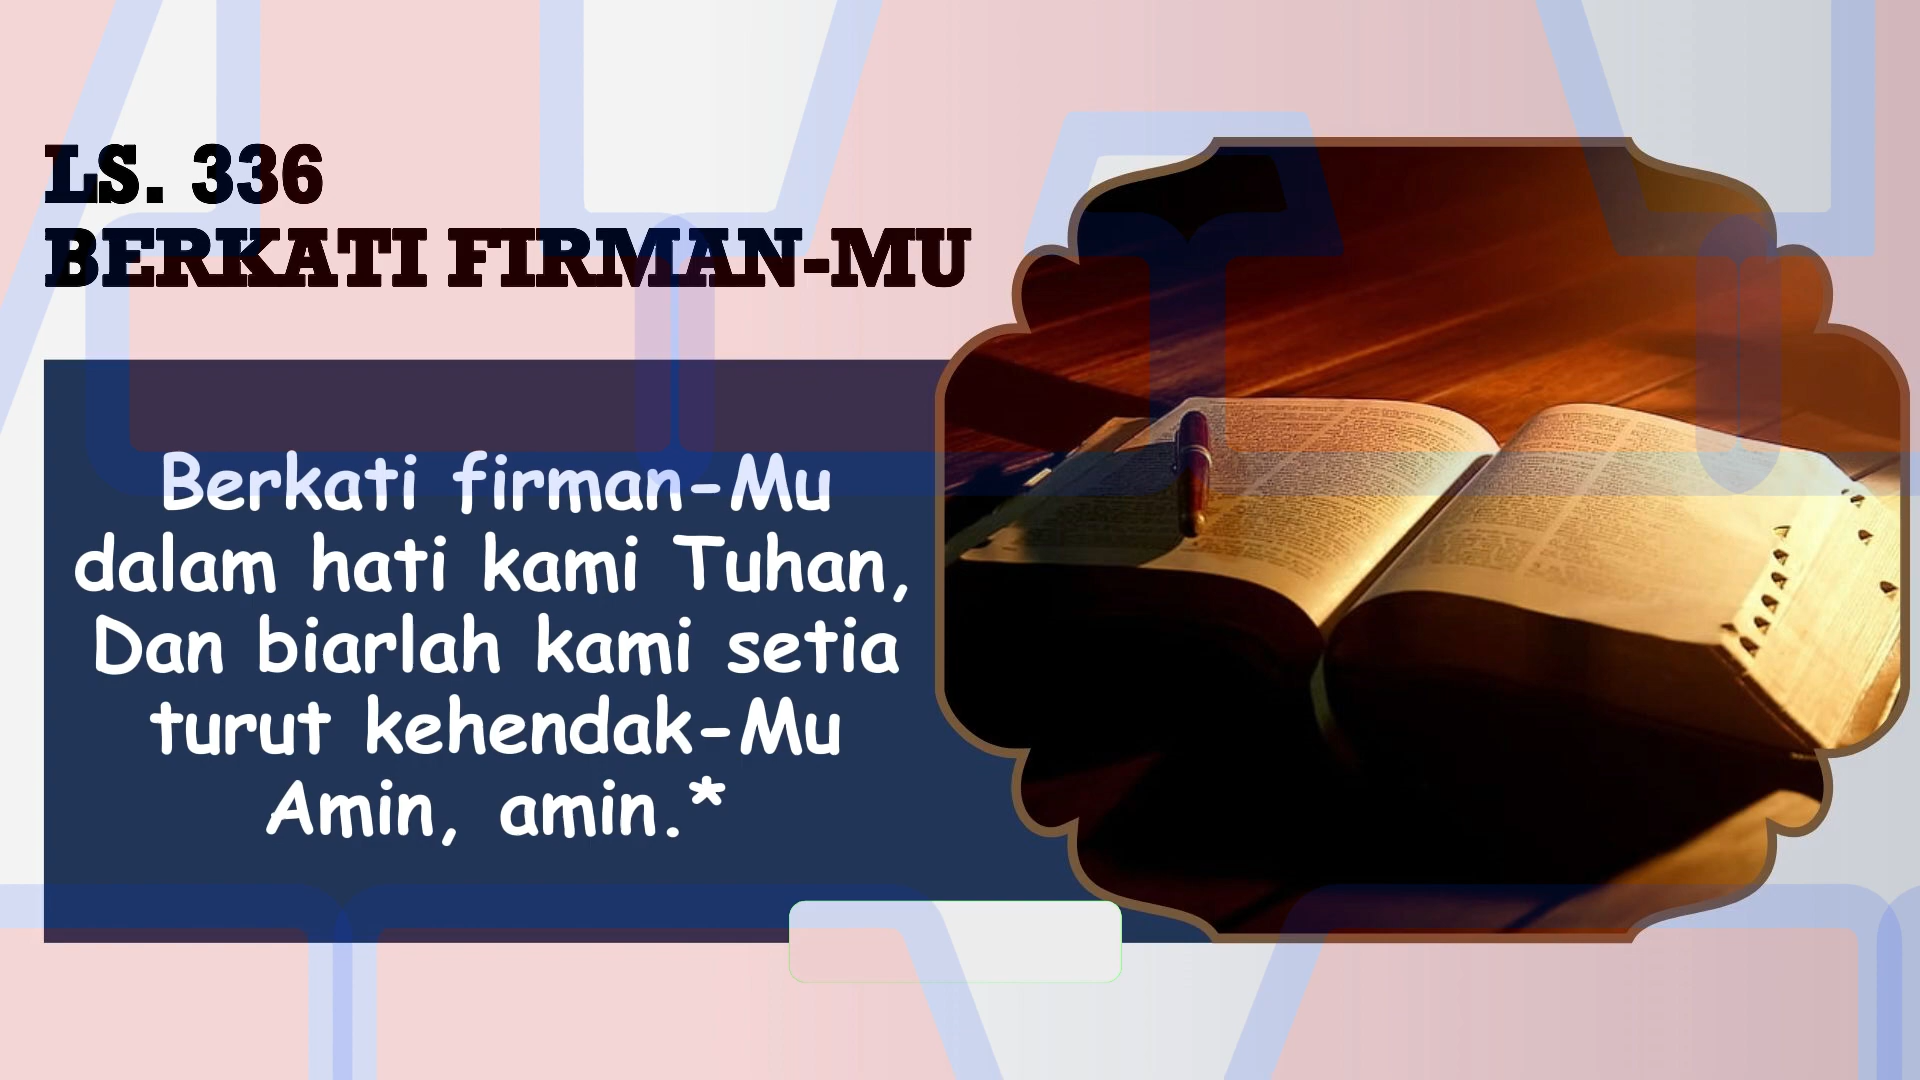 LS. 336
BERKATI FIRMAN-MU
Berkati firman-Mu
dalam hati kami Tuhan,
Dan biarlah kami setia
turut kehendak-Mu
Amin, amin.*